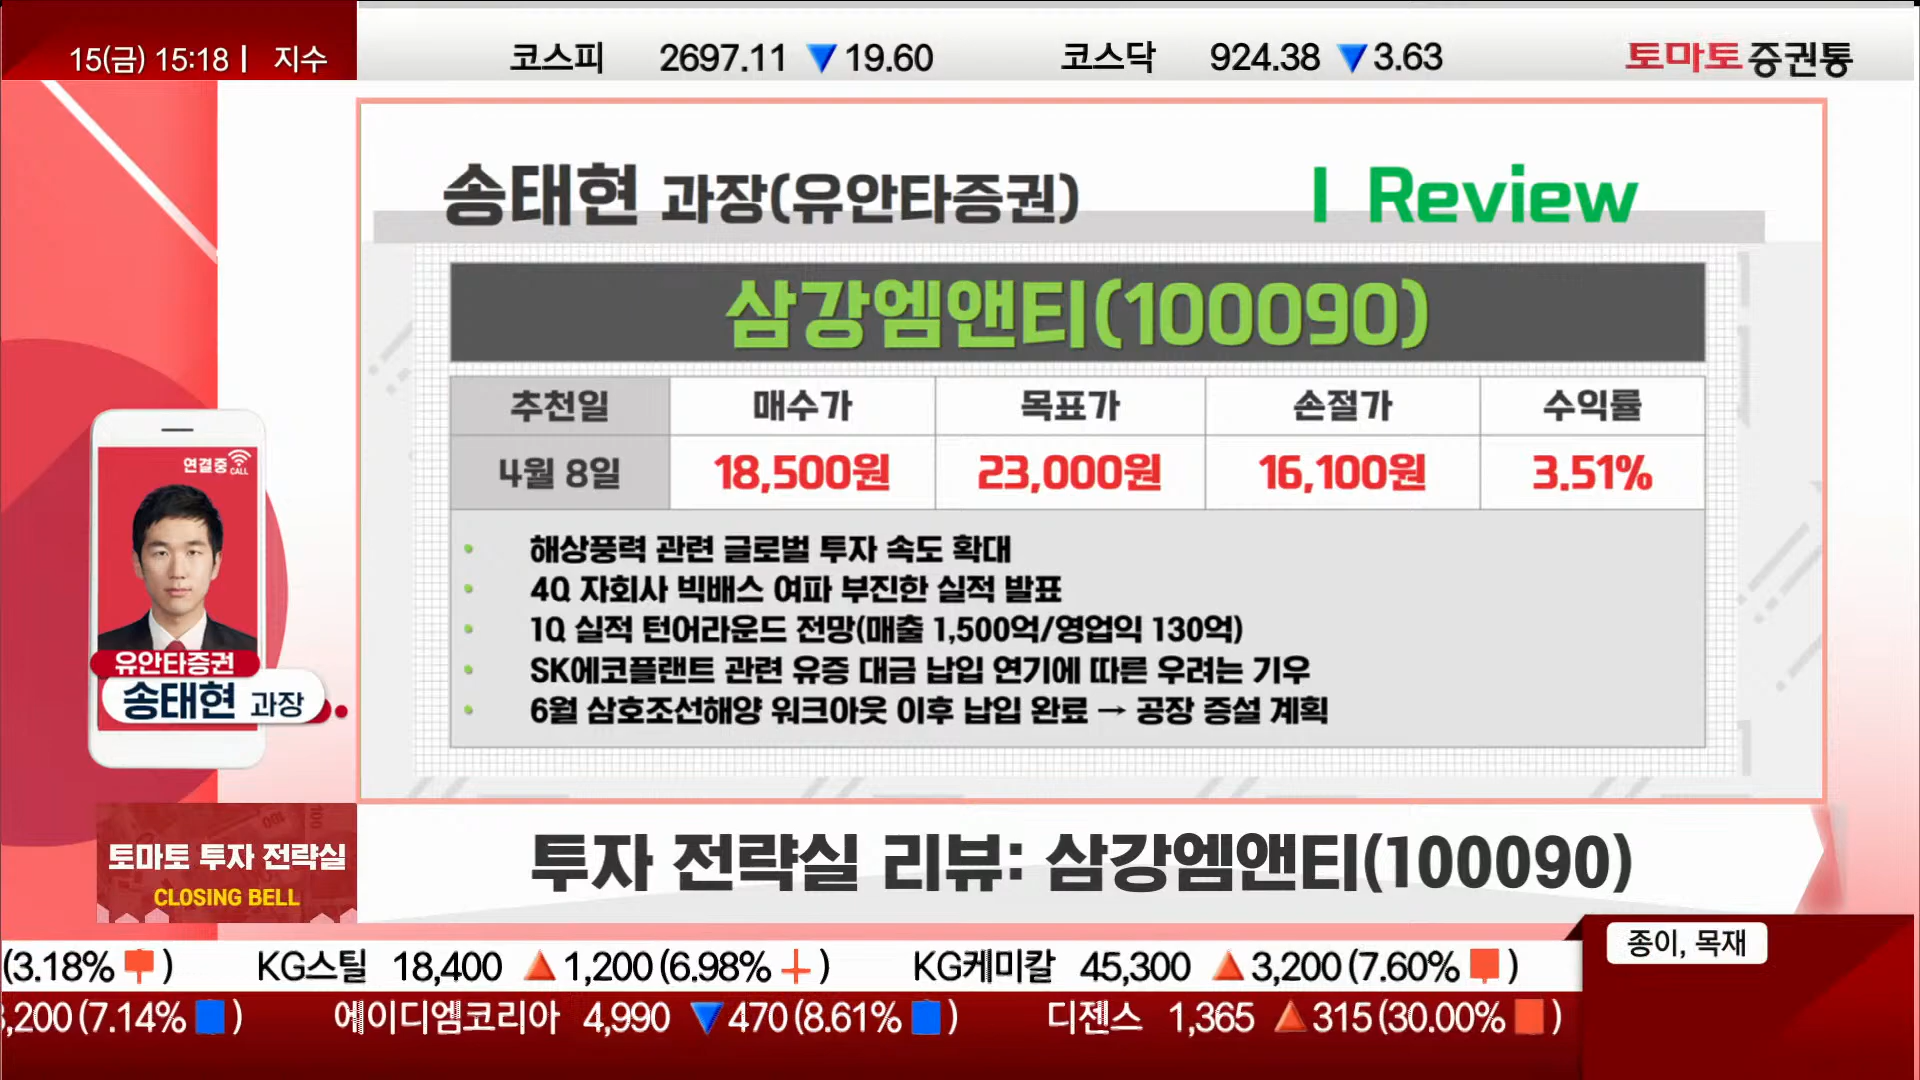 15(금) 15:18 | 지수 코스피 2697.11 ▼ 19.60 코스닥 924.38 ▼ 3.63 토마토증권통
송태현 과장(유안타증권) I Review
삼강엠앤티(100090)
추천일 매수가 목표가 손절가 수익률
4월 8일 18,500원 23,000원 16,100원 3.51%
• 해상풍력 관련 글로벌 투자 속도 확대
• 4Q 자회사 빅배스 여파 부진한 실적 발표
• 1Q 실적 턴어라운드 전망(매출 1,500억/영업익 130억)
• SK에코플랜트 관련 유증 대금 납입 연기에 따른 우려는 기우
• 6월 삼호조선해양 워크아웃 이후 납입 완료 → 공장 증설 계획
연결중 CALL
유안타증권
송태현 과장
토마토 투자 전략실
CLOSING BELL
투자 전략실 리뷰: 삼강엠앤티(100090)
(3.18% ) KG스틸 18,400 ▲ 1,200 (6.98% ) KG케미칼 45,300 ▲ 3,200 (7.60% )
종이, 목재
,200 (7.14% ) 에이디엠코리아 4,990 ▼ 470 (8.61% ) 디젠스 1,365 ▲ 315 (30.00% )